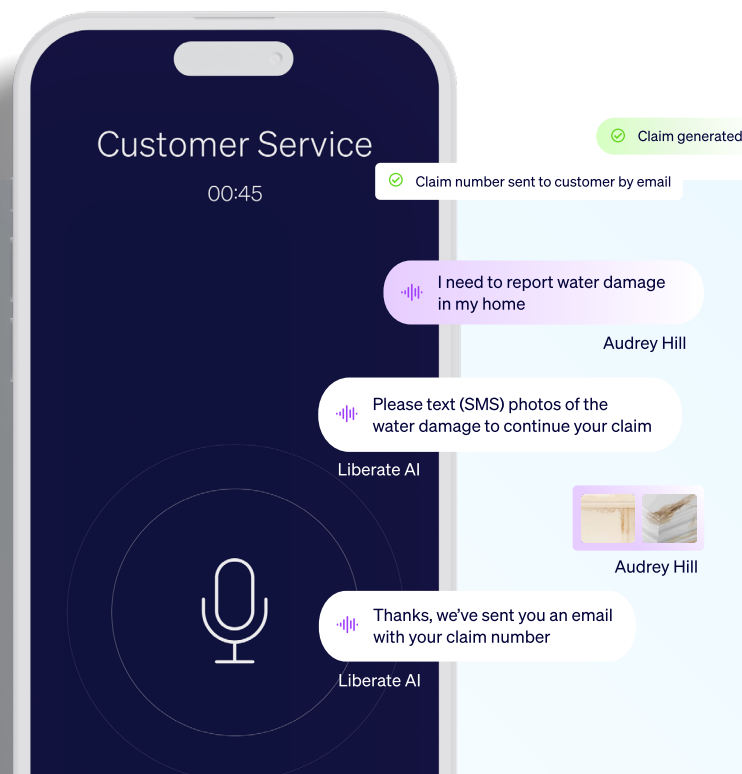 Customer Service
00:45
Claim generated
Claim number sent to customer by email
I need to report water damage
in my home
Audrey Hill
Please text (SMS) photos of the
water damage to continue your claim
Liberate AI
Audrey Hill
Thanks, we’ve sent you an email
with your claim number
Liberate AI